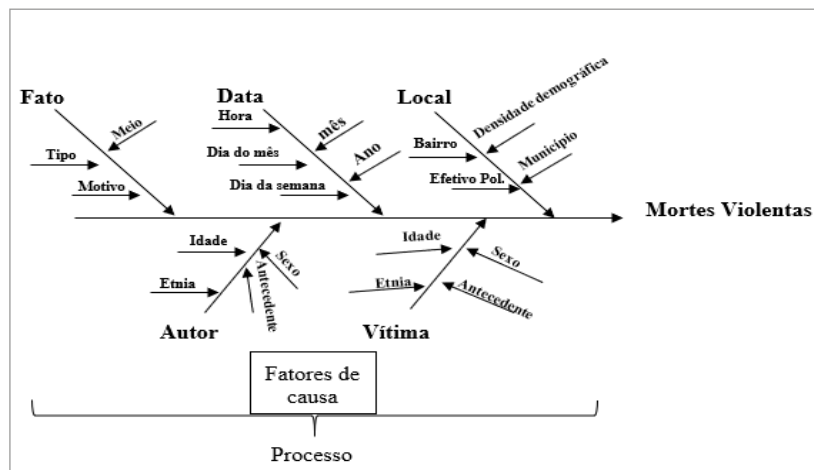 Fato
Data
Local
Meio
Tipo
Motivo
Hora
mês
Dia do mês
Ano
Dia da semana
Densidade demográfica
Bairro
Município
Efetivo Pol.
Mortes Violentas
Idade
Sexo
Etnia
Antecedente
Autor
Idade
Sexo
Etnia
Antecedente
Vítima
Fatores de
causa
Processo